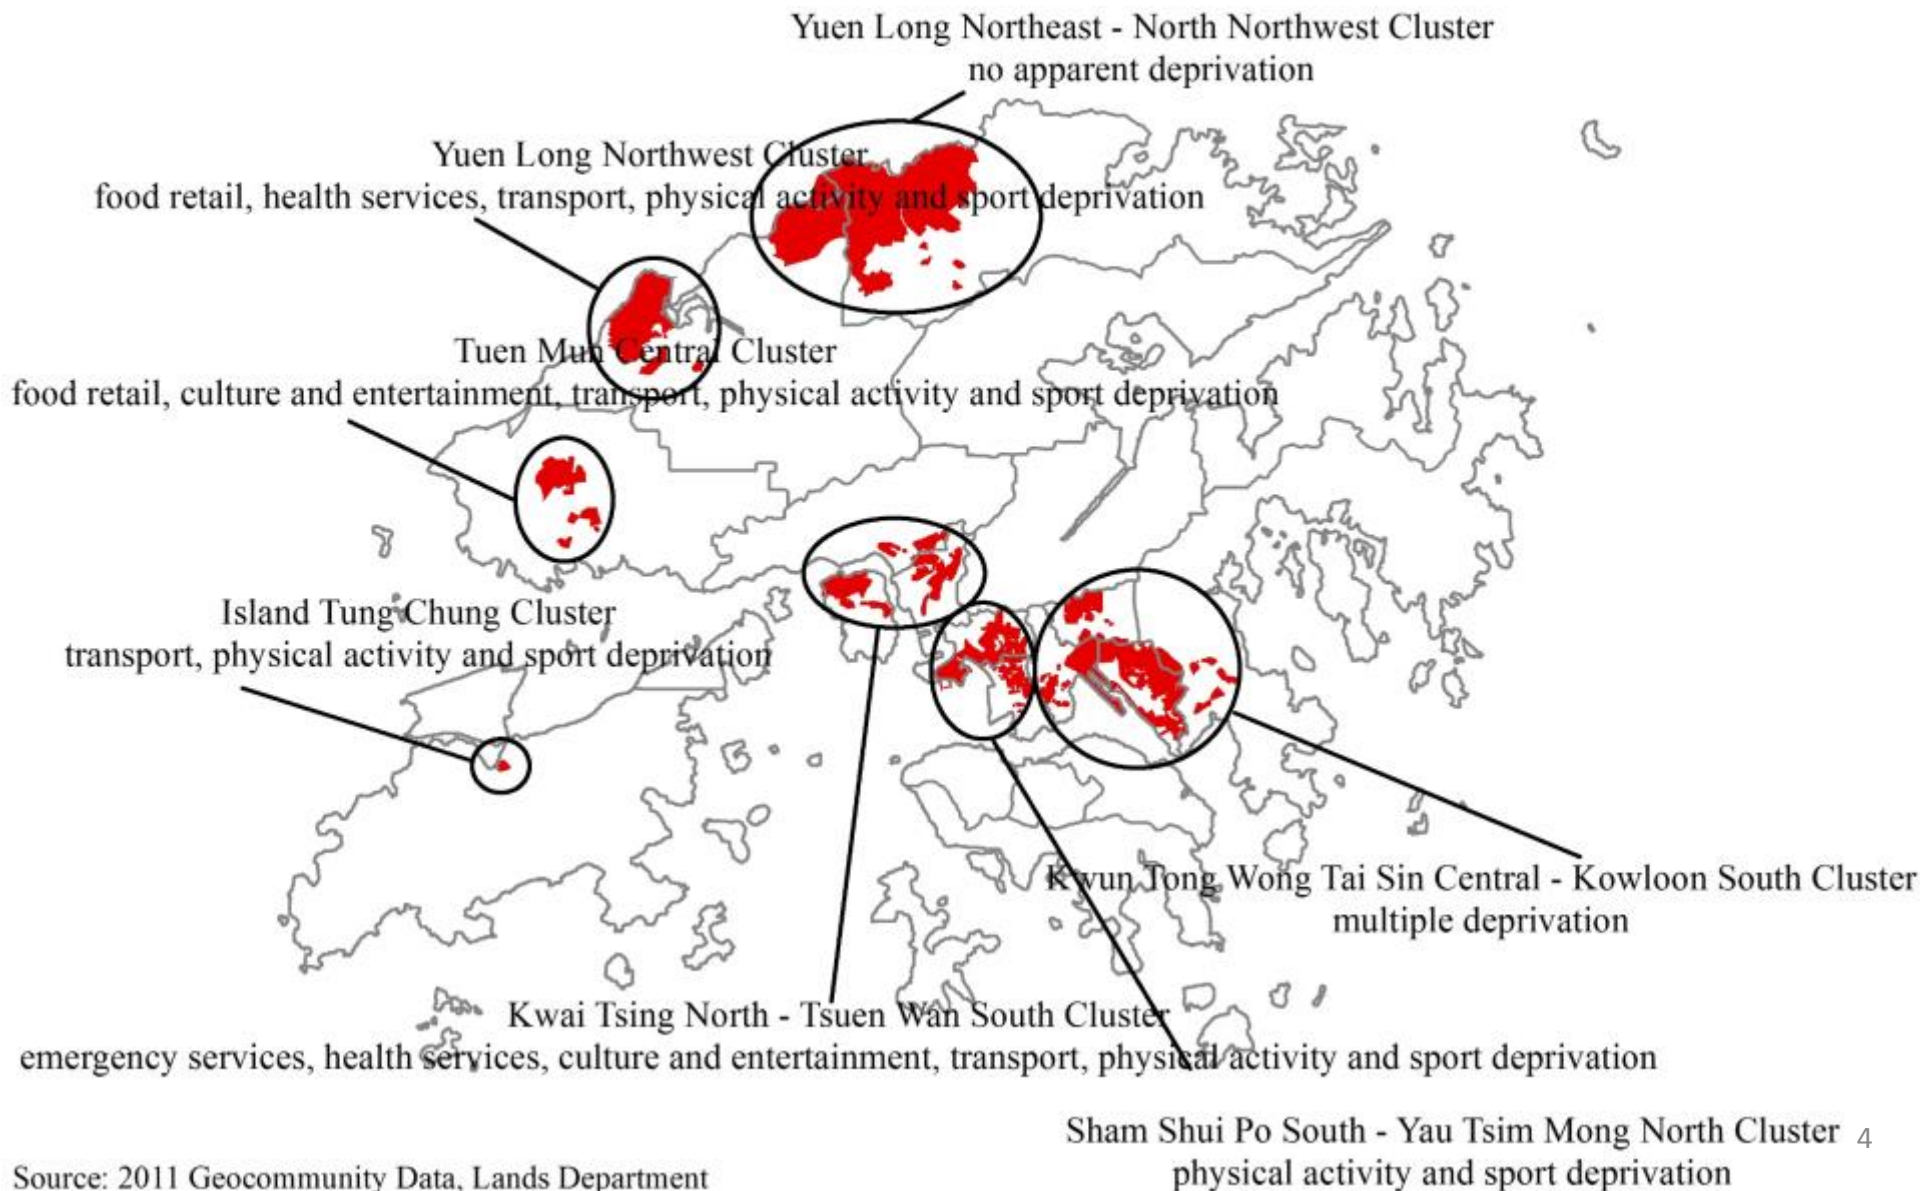 Yuen Long Northeast - North Northwest Cluster
no apparent deprivation
Yuen Long Northwest Cluster
food retail, health services, transport, physical activity and sport deprivation
Tuen Mun Central Cluster
food retail, culture and entertainment, transport, physical activity and sport deprivation
Island Tung Chung Cluster
transport, physical activity and sport deprivation
Kwun Tong Wong Tai Sin Central - Kowloon South Cluster
multiple deprivation
Kwai Tsing North - Tsuen Wan South Cluster
emergency services, health services, culture and entertainment, transport, physical activity and sport deprivation
Sham Shui Po South - Yau Tsim Mong North Cluster
physical activity and sport deprivation
4
Source: 2011 Geocommunity Data, Lands Department